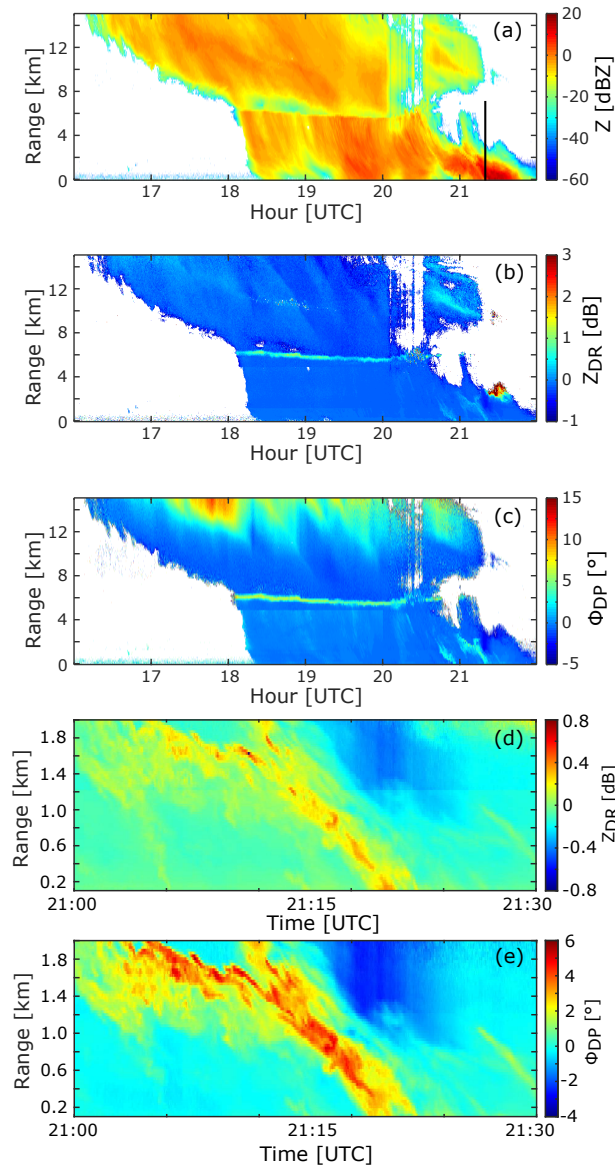 (a)
Range [km]
12
8
4
0
17 18 19 20 21
Hour [UTC]
20
0
-20
-40
-60
Z [dBZ]
(b)
Range [km]
12
8
4
0
17 18 19 20 21
Hour [UTC]
3
2
1
0
-1
ZDR [dB]
(c)
Range [km]
12
8
4
0
17 18 19 20 21
Hour [UTC]
15
10
5
0
-5
ΦDP [°]
(d)
Range [km]
1.8
1.4
1.0
0.6
0.2
21:00 21:15 21:30
Time [UTC]
0.8
0.4
0
-0.4
-0.8
ZDR [dB]
(e)
Range [km]
1.8
1.4
1.0
0.6
0.2
21:00 21:15 21:30
Time [UTC]
6
4
2
0
-2
-4
ΦDP [°]